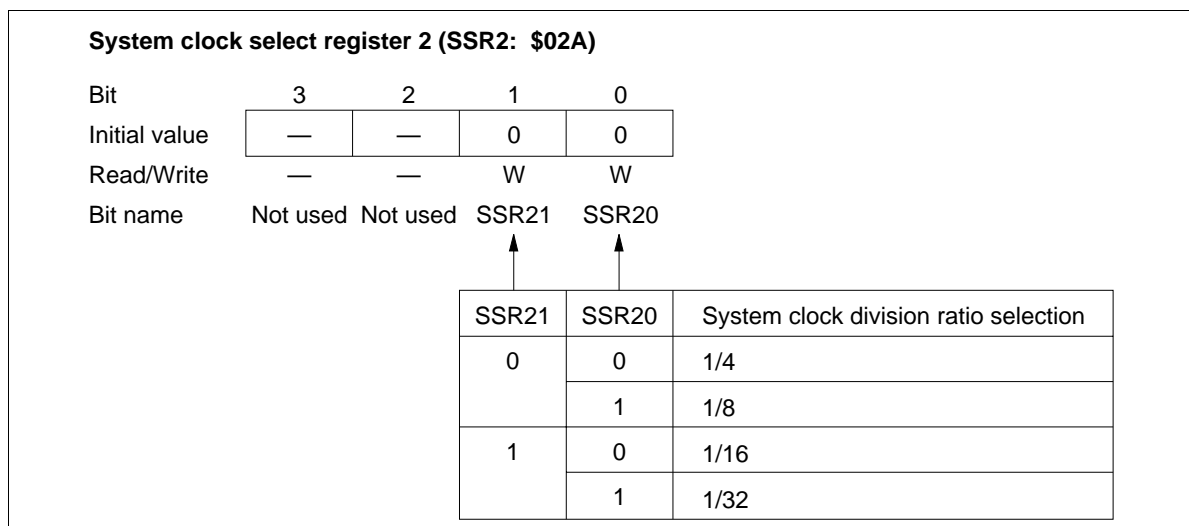 System clock select register 2 (SSR2: $02A)
Bit 3 2 1 0
Initial value — — 0 0
Read/Write — — W W
Bit name Not used Not used SSR21 SSR20
SSR21 SSR20 System clock division ratio selection
0 0 1/4
1 1/8
1 0 1/16
1 1/32